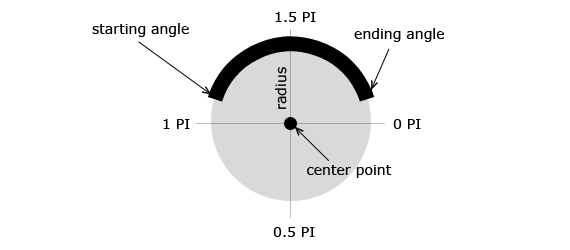 1.5 PI
starting angle
ending angle
radius
1 PI
0 PI
center point
0.5 PI